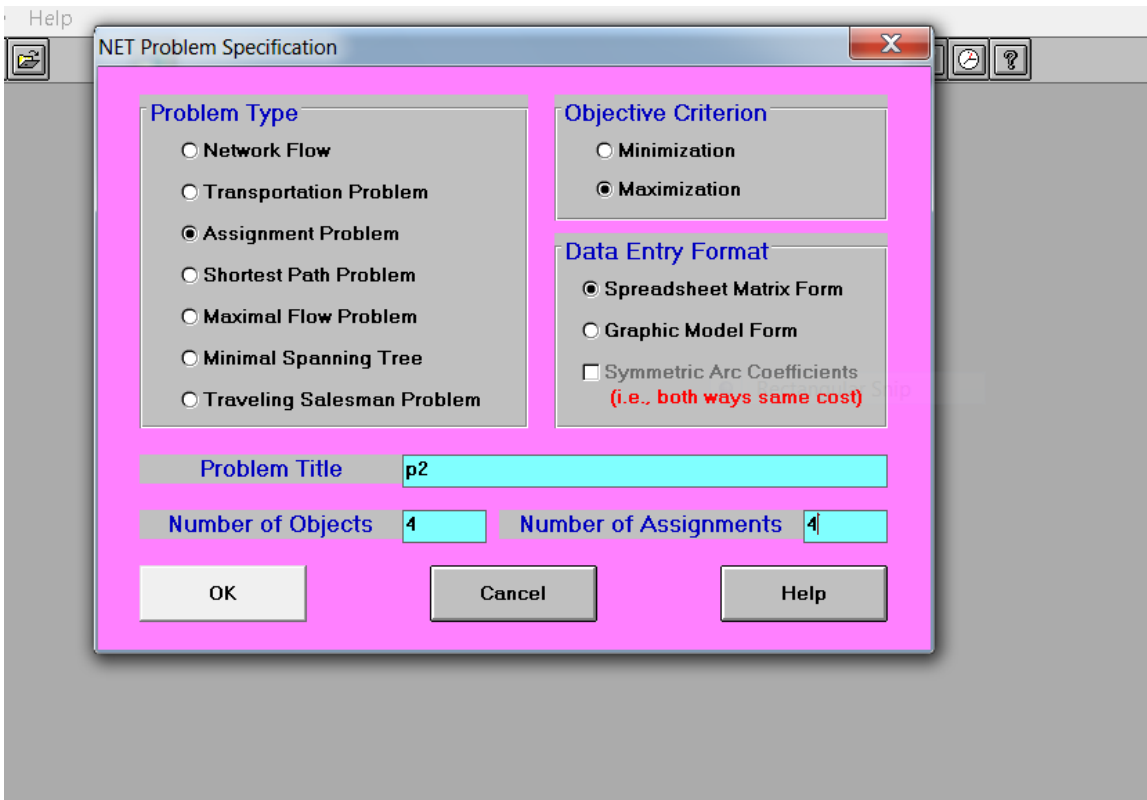 Help
NET Problem Specification
X
?
Problem Type
Network Flow
Transportation Problem
Assignment Problem
Shortest Path Problem
Maximal Flow Problem
Minimal Spanning Tree
Traveling Salesman Problem
Objective Criterion
Minimization
Maximization
Data Entry Format
Spreadsheet Matrix Form
Graphic Model Form
Symmetric Arc Coefficients
(i.e., both ways same cost)
Rectangular Snip
Problem Title p2
Number of Objects 4 Number of Assignments 4
OK Cancel Help